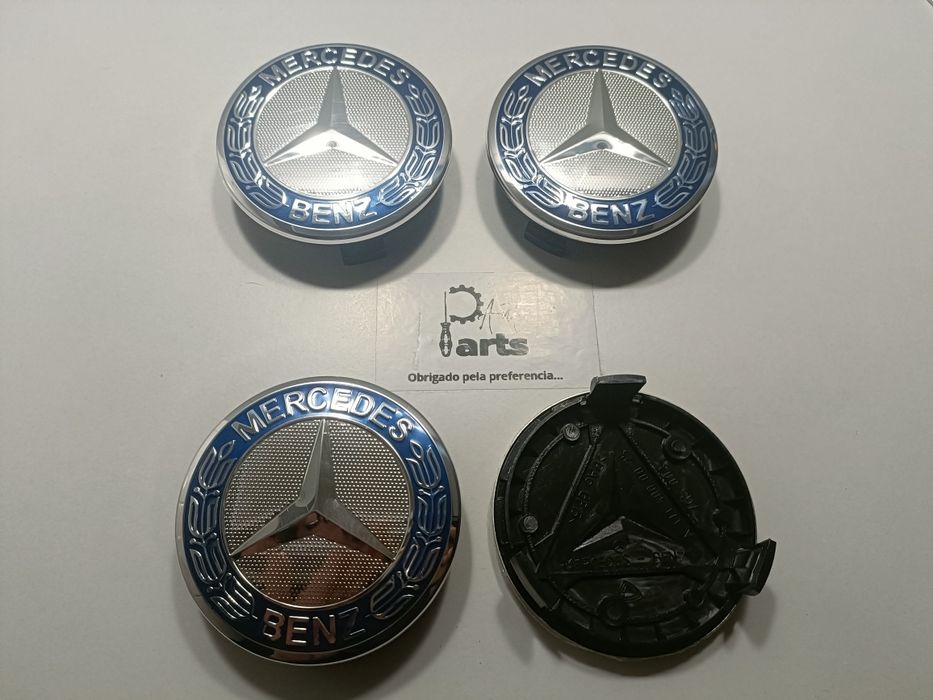 MERCEDES
BENZ
MERCEDES
BENZ
Parts
Obrigado pela preferencia...
MERCEDES
BENZ